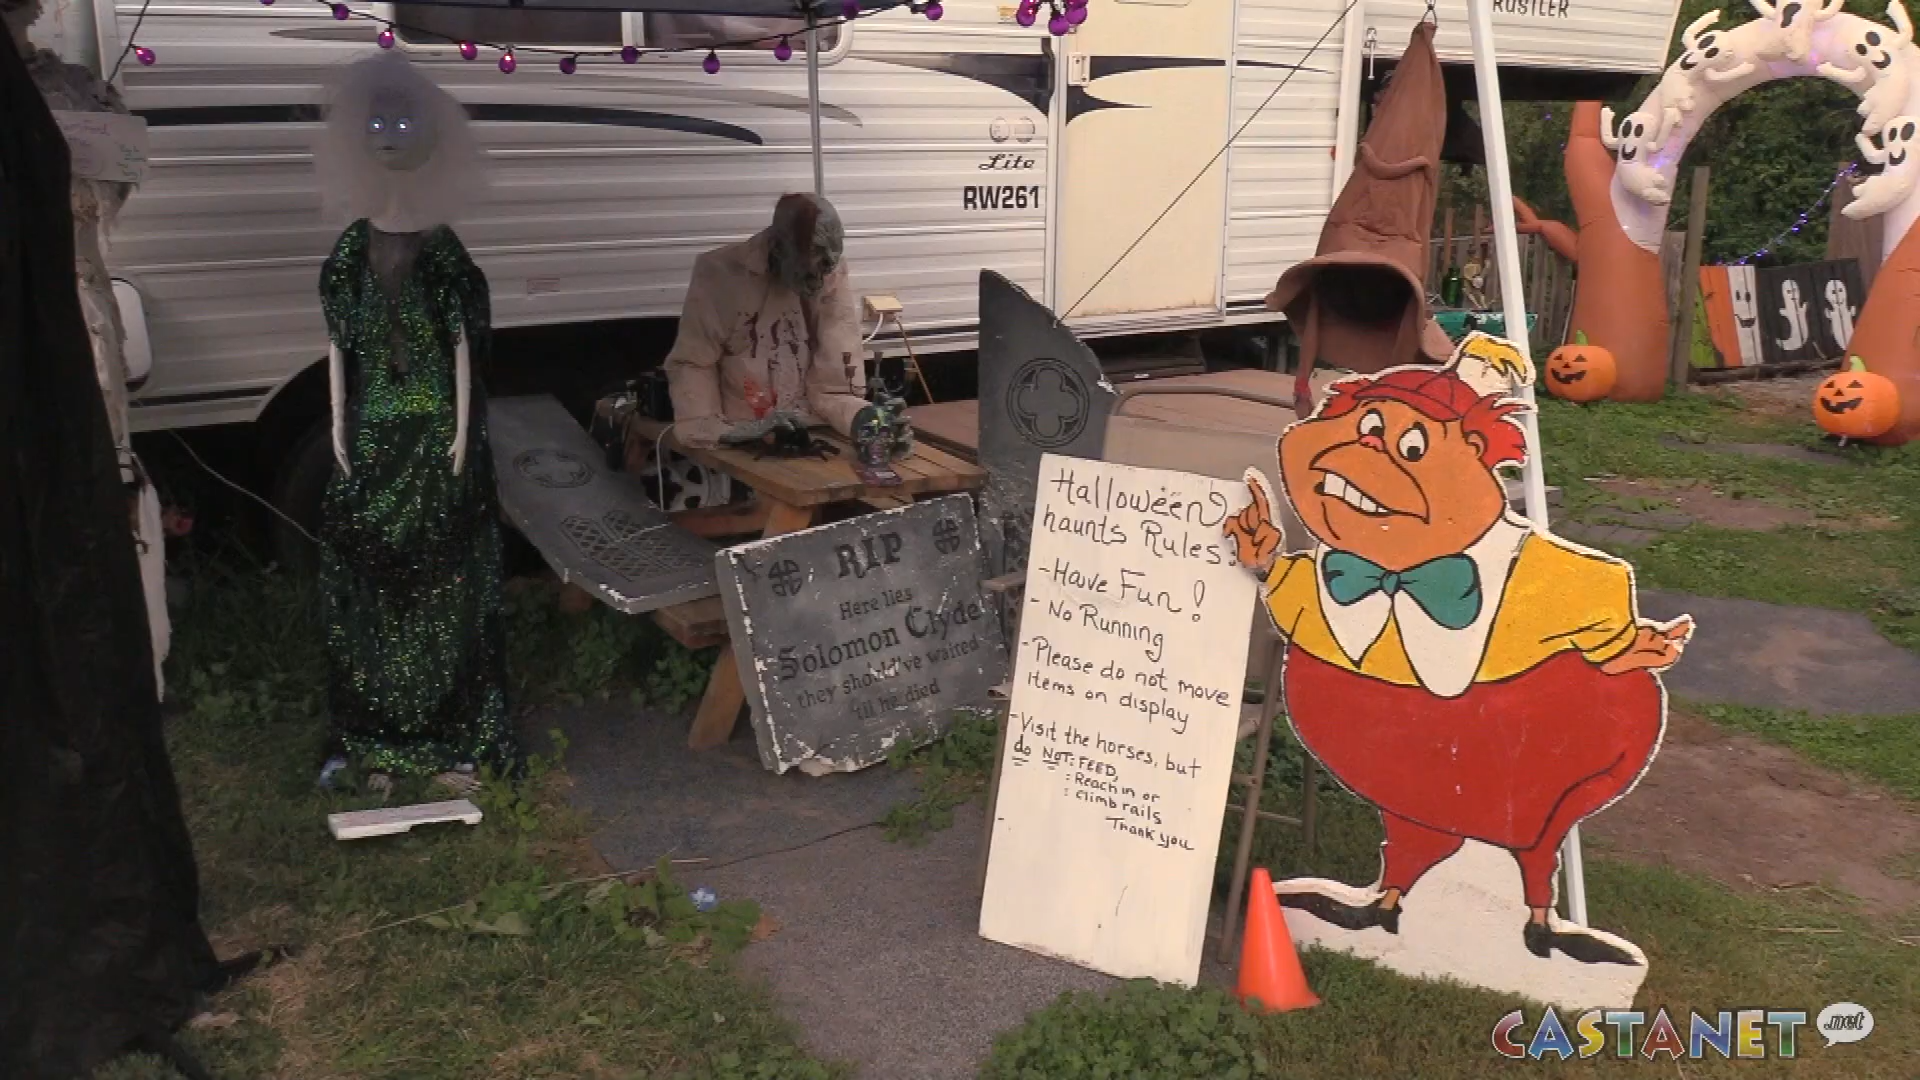 RUSTLER
Lite
RW261
RIP
Here lies
Solomon Clyde
they should've waited
'til he died
Halloween
haunts Rules:
- Have Fun!
- No Running
- Please do not move
items on display
- Visit the horses, but
do NOT: FEED,
: Reach in or
: climb rails
Thank you
CASTANET.net